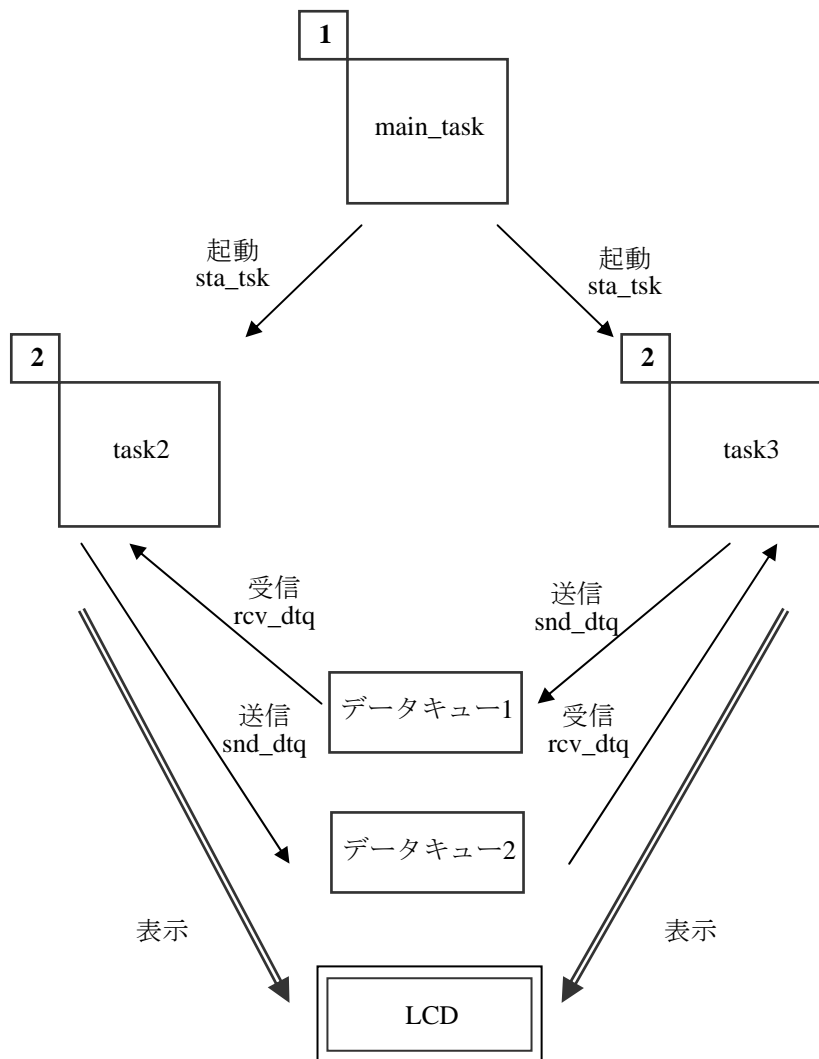 1
main_task
起動
sta_tsk
起動
sta_tsk
2
task2
2
task3
受信
rcv_dtq
送信
snd_dtq
データキュー1
送信
snd_dtq
受信
rcv_dtq
データキュー2
表示
表示
LCD